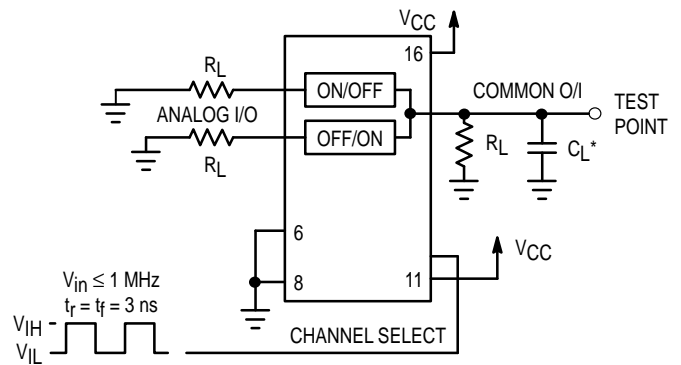 VCC
16
RL
ON/OFF
COMMON O/I
TEST
POINT
ANALOG I/O
OFF/ON
RL
RL
CL*
6
VCC
8
11
Vin ≤ 1 MHz
tr = tf = 3 ns
VIH
VIL
CHANNEL SELECT